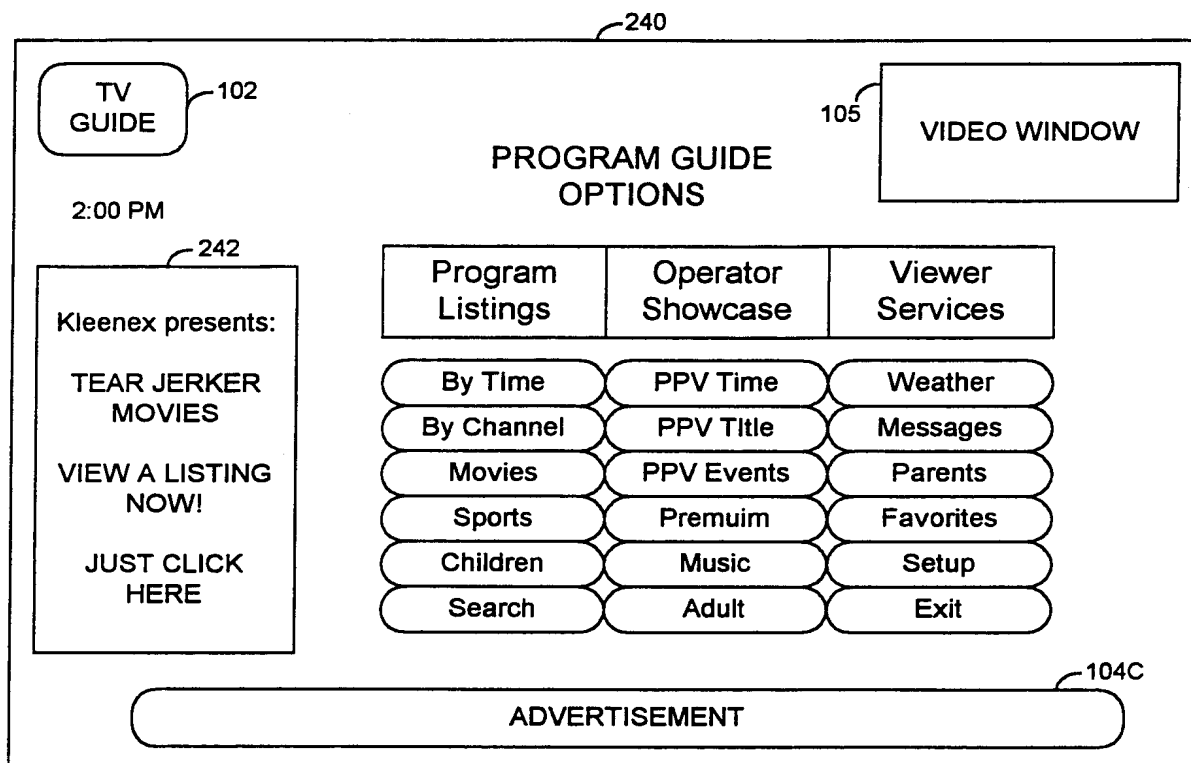 240
TV
GUIDE
102
105
VIDEO WINDOW
PROGRAM GUIDE
OPTIONS
2:00 PM
242
Kleenex presents:
TEAR JERKER
MOVIES
VIEW A LISTING
NOW!
JUST CLICK
HERE
Program
Listings
Operator
Showcase
Viewer
Services
By Time
PPV Time
Weather
By Channel
PPV Title
Messages
Movies
PPV Events
Parents
Sports
Premuim
Favorites
Children
Music
Setup
Search
Adult
Exit
104C
ADVERTISEMENT